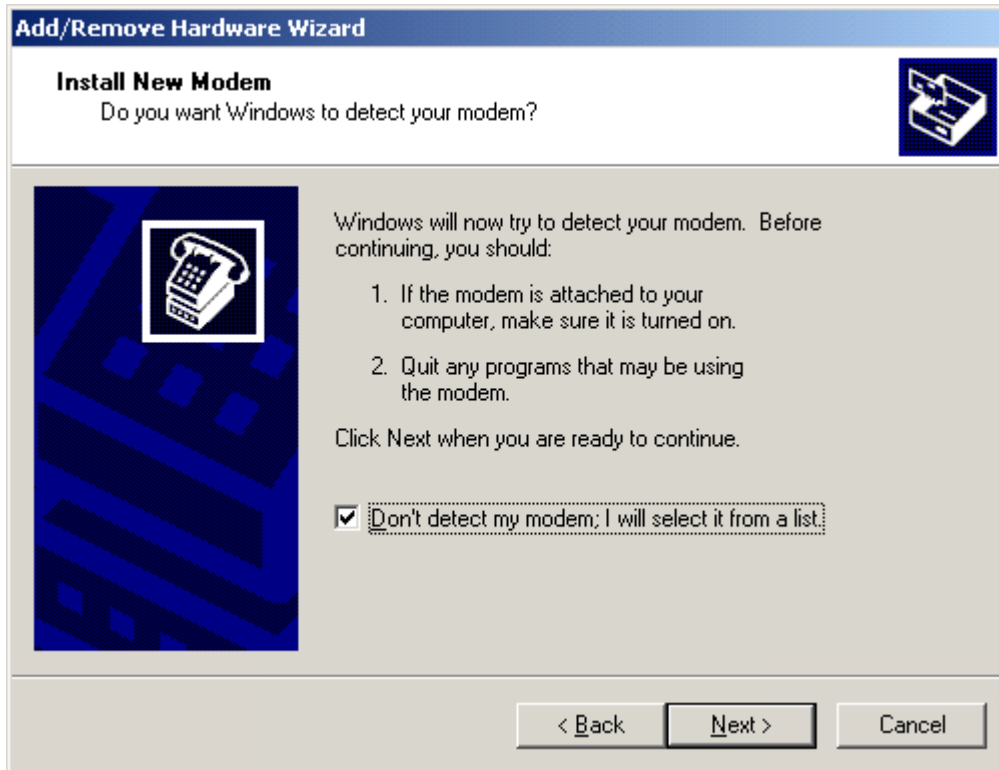 Add/Remove Hardware Wizard
Install New Modem
Do you want Windows to detect your modem?
Windows will now try to detect your modem.  Before
continuing, you should:
1. If the modem is attached to your
computer, make sure it is turned on.
2. Quit any programs that may be using
the modem.
Click Next when you are ready to continue.
Don't detect my modem; I will select it from a list.
< Back
Next >
Cancel